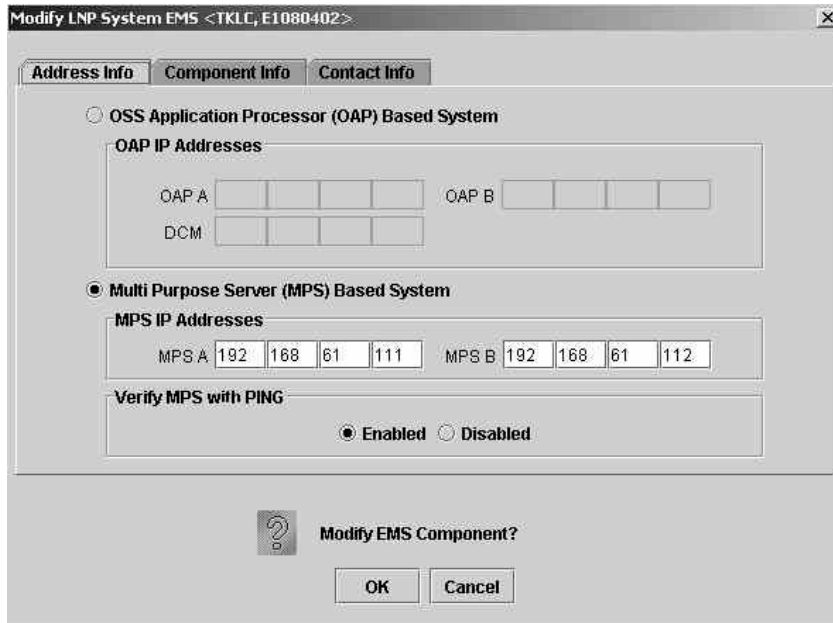 Modify LNP System EMS <TKLC, E1080402>
Address Info Component Info Contact Info
OSS Application Processor (OAP) Based System
OAP IP Addresses
OAP A OAP B
DCM
Multi Purpose Server (MPS) Based System
MPS IP Addresses
MPS A 192 168 61 111 MPS B 192 168 61 112
Verify MPS with PING
Enabled Disabled
Modify EMS Component?
OK Cancel